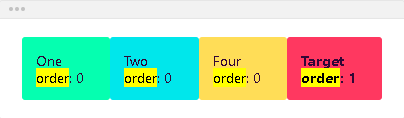 One
order: 0
Two
order: 0
Four
order: 0
Target
order: 1